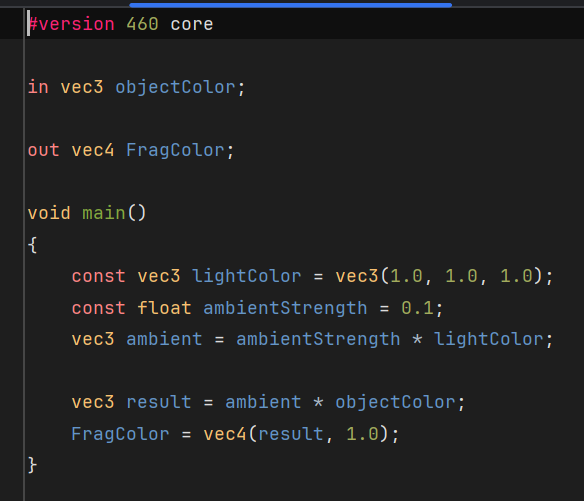 #version 460 core
in vec3 objectColor;
out vec4 FragColor;
void main()
{
const vec3 lightColor = vec3(1.0, 1.0, 1.0);
const float ambientStrength = 0.1;
vec3 ambient = ambientStrength * lightColor;
vec3 result = ambient * objectColor;
FragColor = vec4(result, 1.0);
}